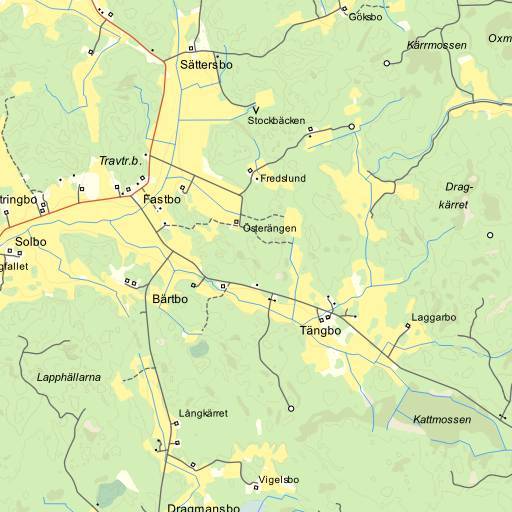 Göksbo
Oxm
Kärrmossen
Sättersbo
Stockbäcken
Travtr.b.
Fredslund
Drag-
kärret
tringbo
Fastbo
Österängen
Solbo
gfallet
Bärtbo
Laggarbo
Tängbo
Lapphällarna
Långkärret
Kattmossen
Vigelsbo
Dragmansbo